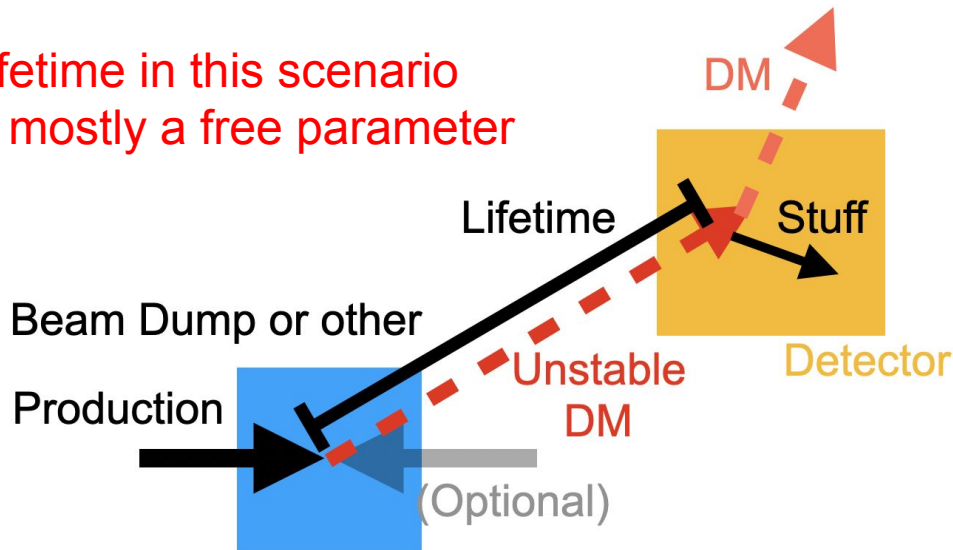 fetime in this scenario
mostly a free parameter
DM
Lifetime
Stuff
Beam Dump or other
Unstable
DM
Detector
Production
(Optional)